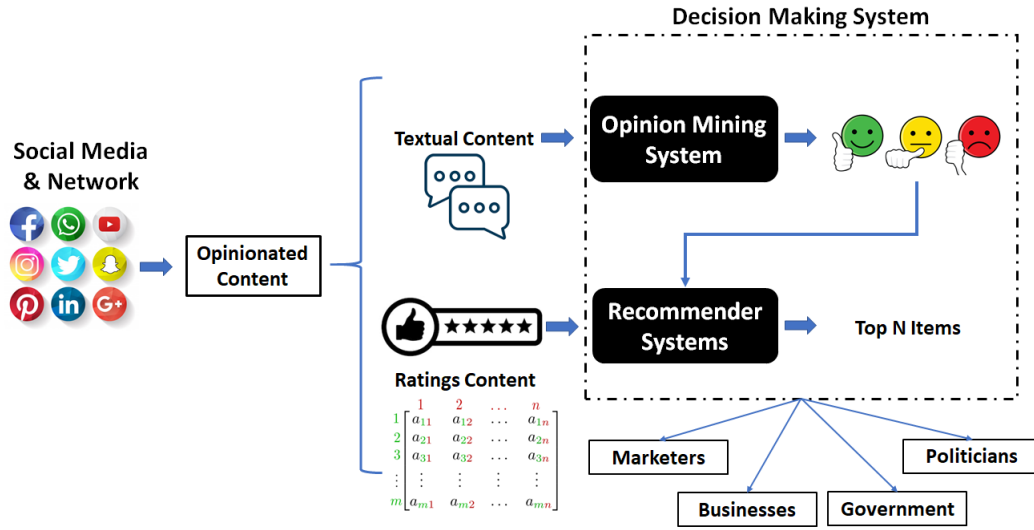 Decision Making System
Social Media
& Network
Opinionated
Content
Textual Content
Opinion Mining
System
Recommender
Systems
Top N Items
Ratings Content
1 2 ... n
1 a11 a12 ... a1n
2 a21 a22 ... a2n
3 a31 a32 ... a3n
⋮ ⋮ ⋮ ⋮ ⋮
m am1 am2 ... amn
Marketers
Politicians
Businesses
Government
f
in
G+